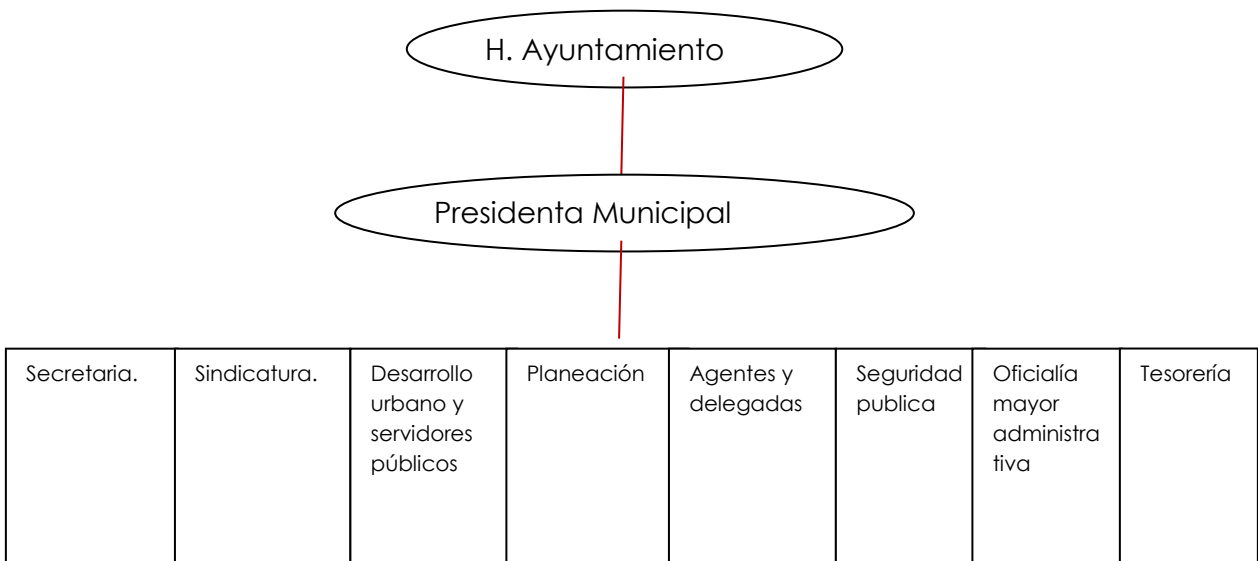 H. Ayuntamiento
Presidenta Municipal
Secretaria.
Sindicatura.
Desarrollo
urbano y
servidores
públicos
Planeación
Agentes y
delegadas
Seguridad
publica
Oficialía
mayor
administra
tiva
Tesorería